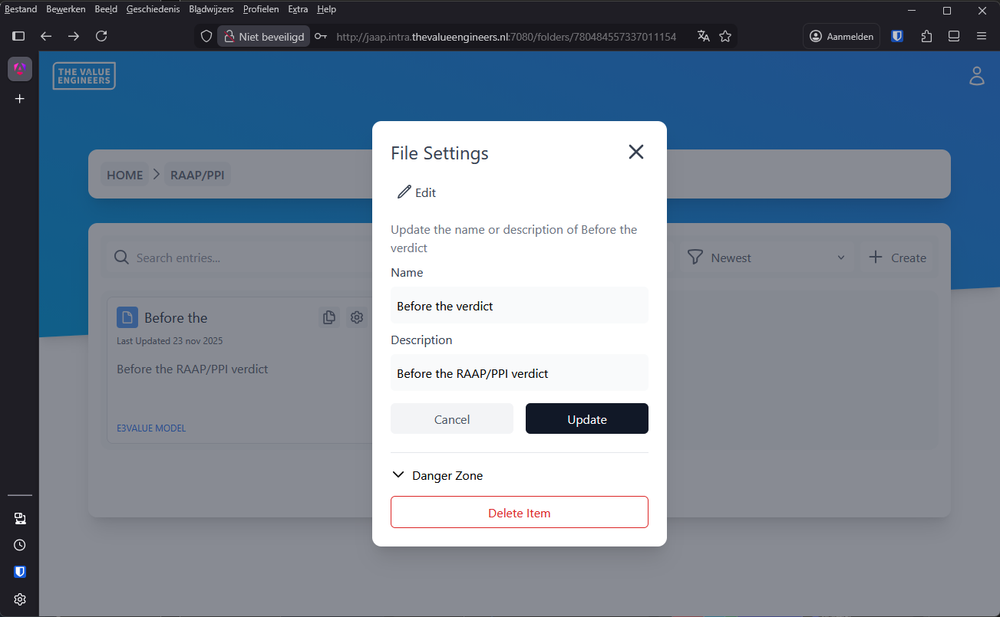 Bestand Bewerken Beeld Geschiedenis Bladwijzers Profielen Extra Help
Niet beveiligd http://jaap.intra.thevalueengineers.nl:7080/folders/780484557337011154 Aanmelden
THE VALUE
ENGINEERS
HOME RAAP/PPI
Search entries... Newest Create
Before the
Last Updated 23 nov 2025
Before the RAAP/PPI verdict
E3VALUE MODEL
File Settings
Edit
Update the name or description of Before the
verdict
Name
Before the verdict
Description
Before the RAAP/PPI verdict
Cancel Update
Danger Zone
Delete Item